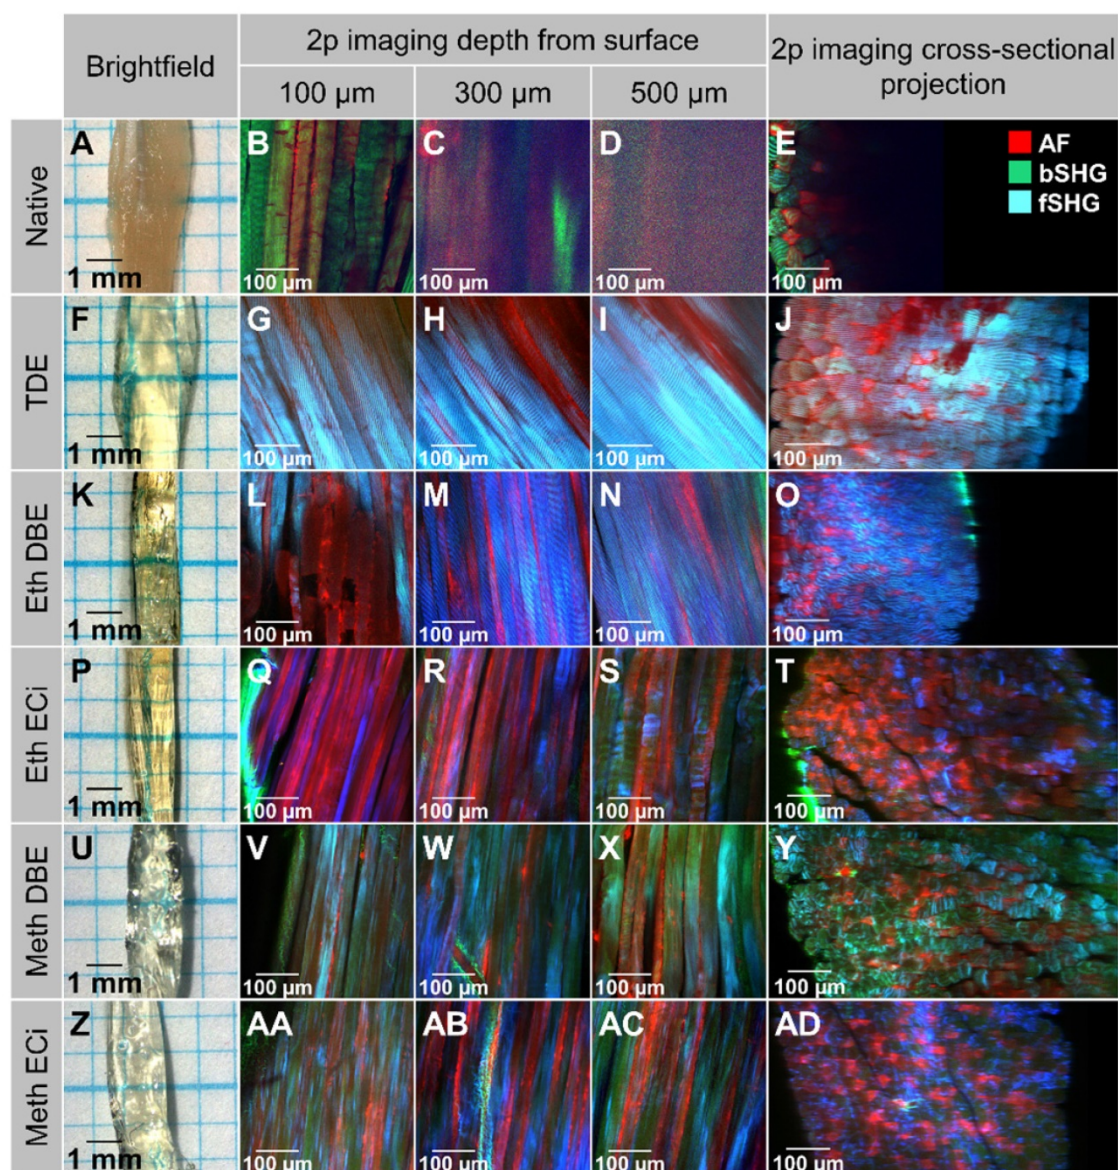 Brightfield
2p imaging depth from surface
2p imaging cross-sectional
projection
100 µm
300 µm
500 µm
Native
A
1 mm
B
100 µm
C
100 µm
D
100 µm
E
AF
bSHG
fSHG
TDE
F
1 mm
G
100 µm
H
100 µm
I
100 µm
J
100 µm
Eth DBE
K
1 mm
L
100 µm
M
100 µm
N
100 µm
O
100 µm
Eth ECi
P
1 mm
Q
100 µm
R
100 µm
S
100 µm
T
100 µm
Meth DBE
U
1 mm
V
100 µm
W
100 µm
X
100 µm
Y
100 µm
Meth ECi
Z
1 mm
AA
100 µm
AB
100 µm
AC
100 µm
AD
100 µm